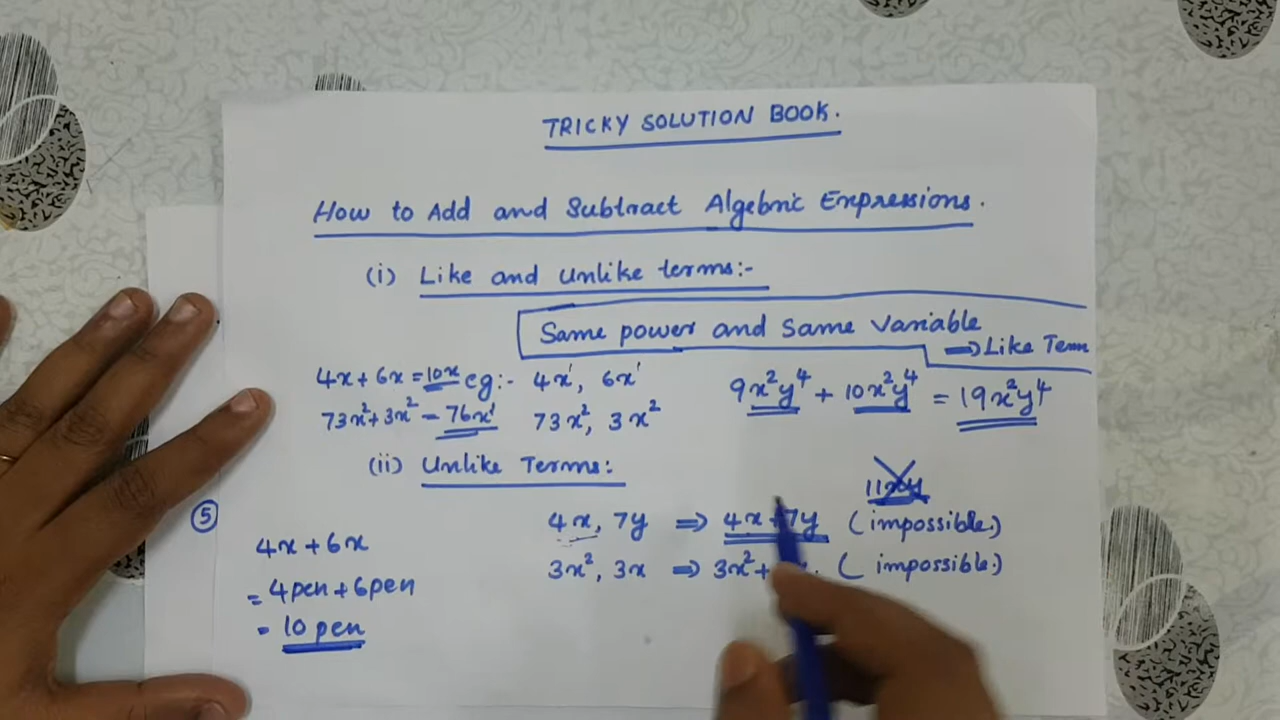 TRICKY SOLUTION BOOK.
How to Add and Subtract Algebric Expressions.
(i) Like and Unlike terms:-
Same power and same Variable
⇒ Like Term
4x + 6x = 10x eg:- 4x¹, 6x¹ 9x²y⁴ + 10x²y⁴ = 19x²y⁴
73x² + 3x² = 76x¹ 73x², 3x²
(ii) Unlike Terms:
11xy
4x, 7y ⇒ 4x+7y (impossible)
3x², 3x ⇒ 3x²+ (impossible)
⑤
4x + 6x
= 4pen + 6pen
= 10 pen